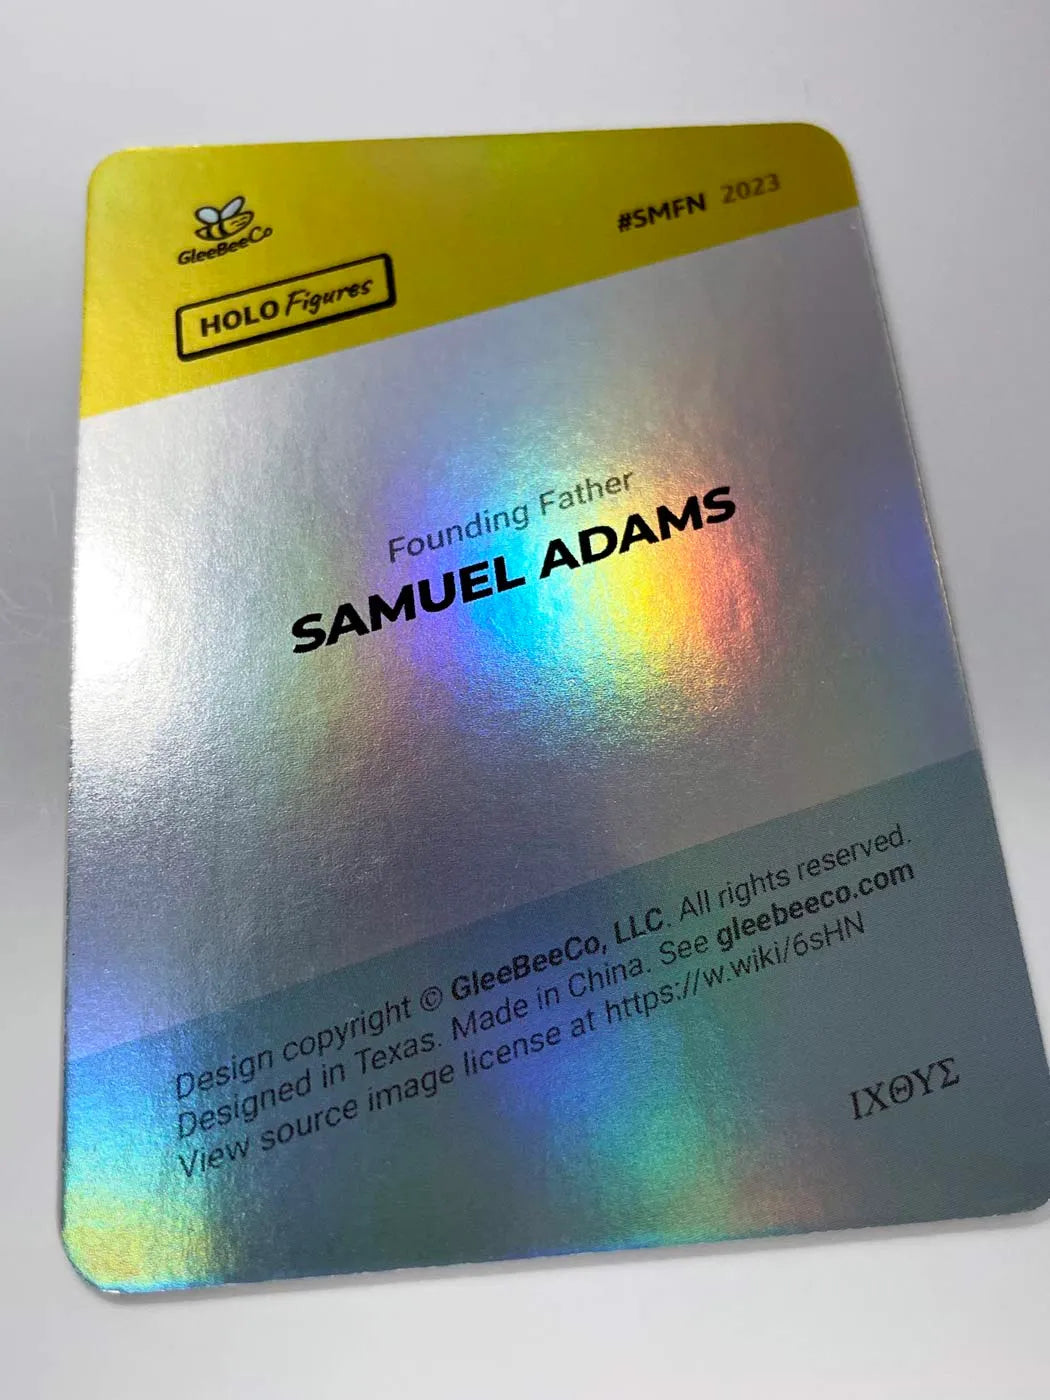 GleeBeeCo
#SMFN 2023
HOLO Figures
Founding Father
SAMUEL ADAMS
Design copyright © GleeBeeCo, LLC. All rights reserved.
Designed in Texas. Made in China. See gleebeeco.com
View source image license at https://w.wiki/6sHN
ΙΧΘΥΣ